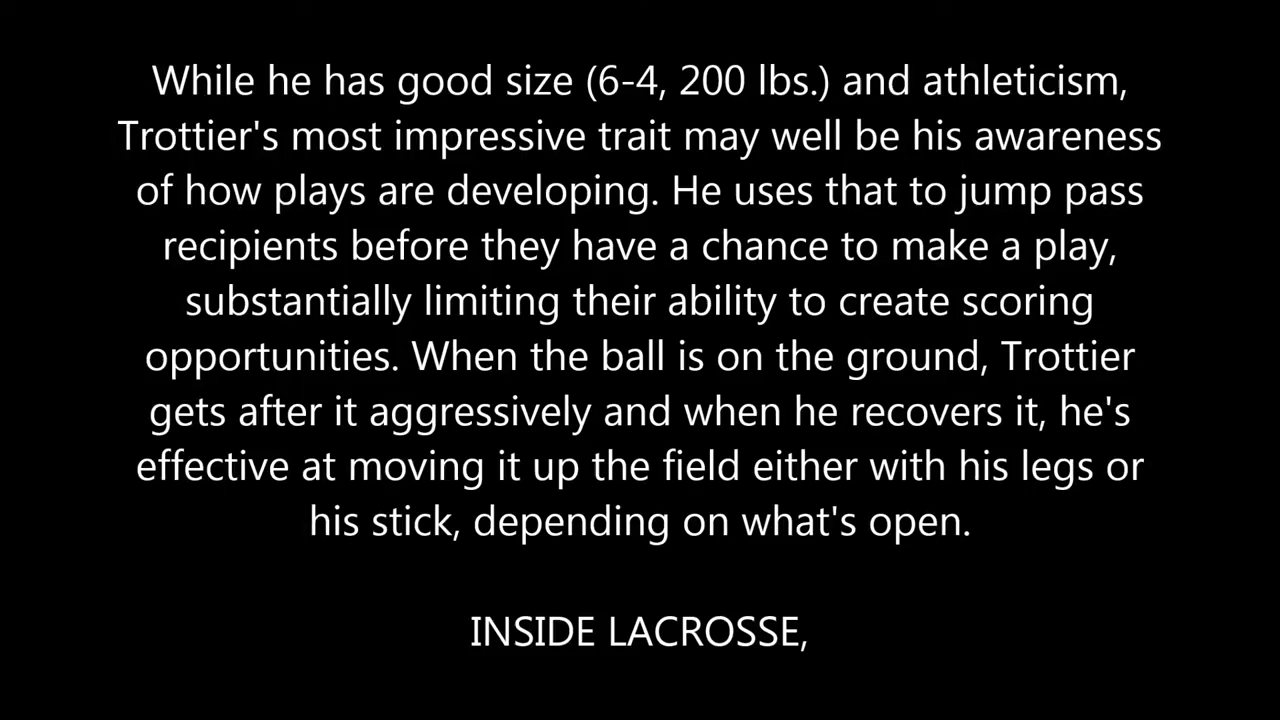 While he has good size (6-4, 200 lbs.) and athleticism,
Trottier's most impressive trait may well be his awareness
of how plays are developing. He uses that to jump pass
recipients before they have a chance to make a play,
substantially limiting their ability to create scoring
opportunities. When the ball is on the ground, Trottier
gets after it aggressively and when he recovers it, he's
effective at moving it up the field either with his legs or
his stick, depending on what's open.
INSIDE LACROSSE,